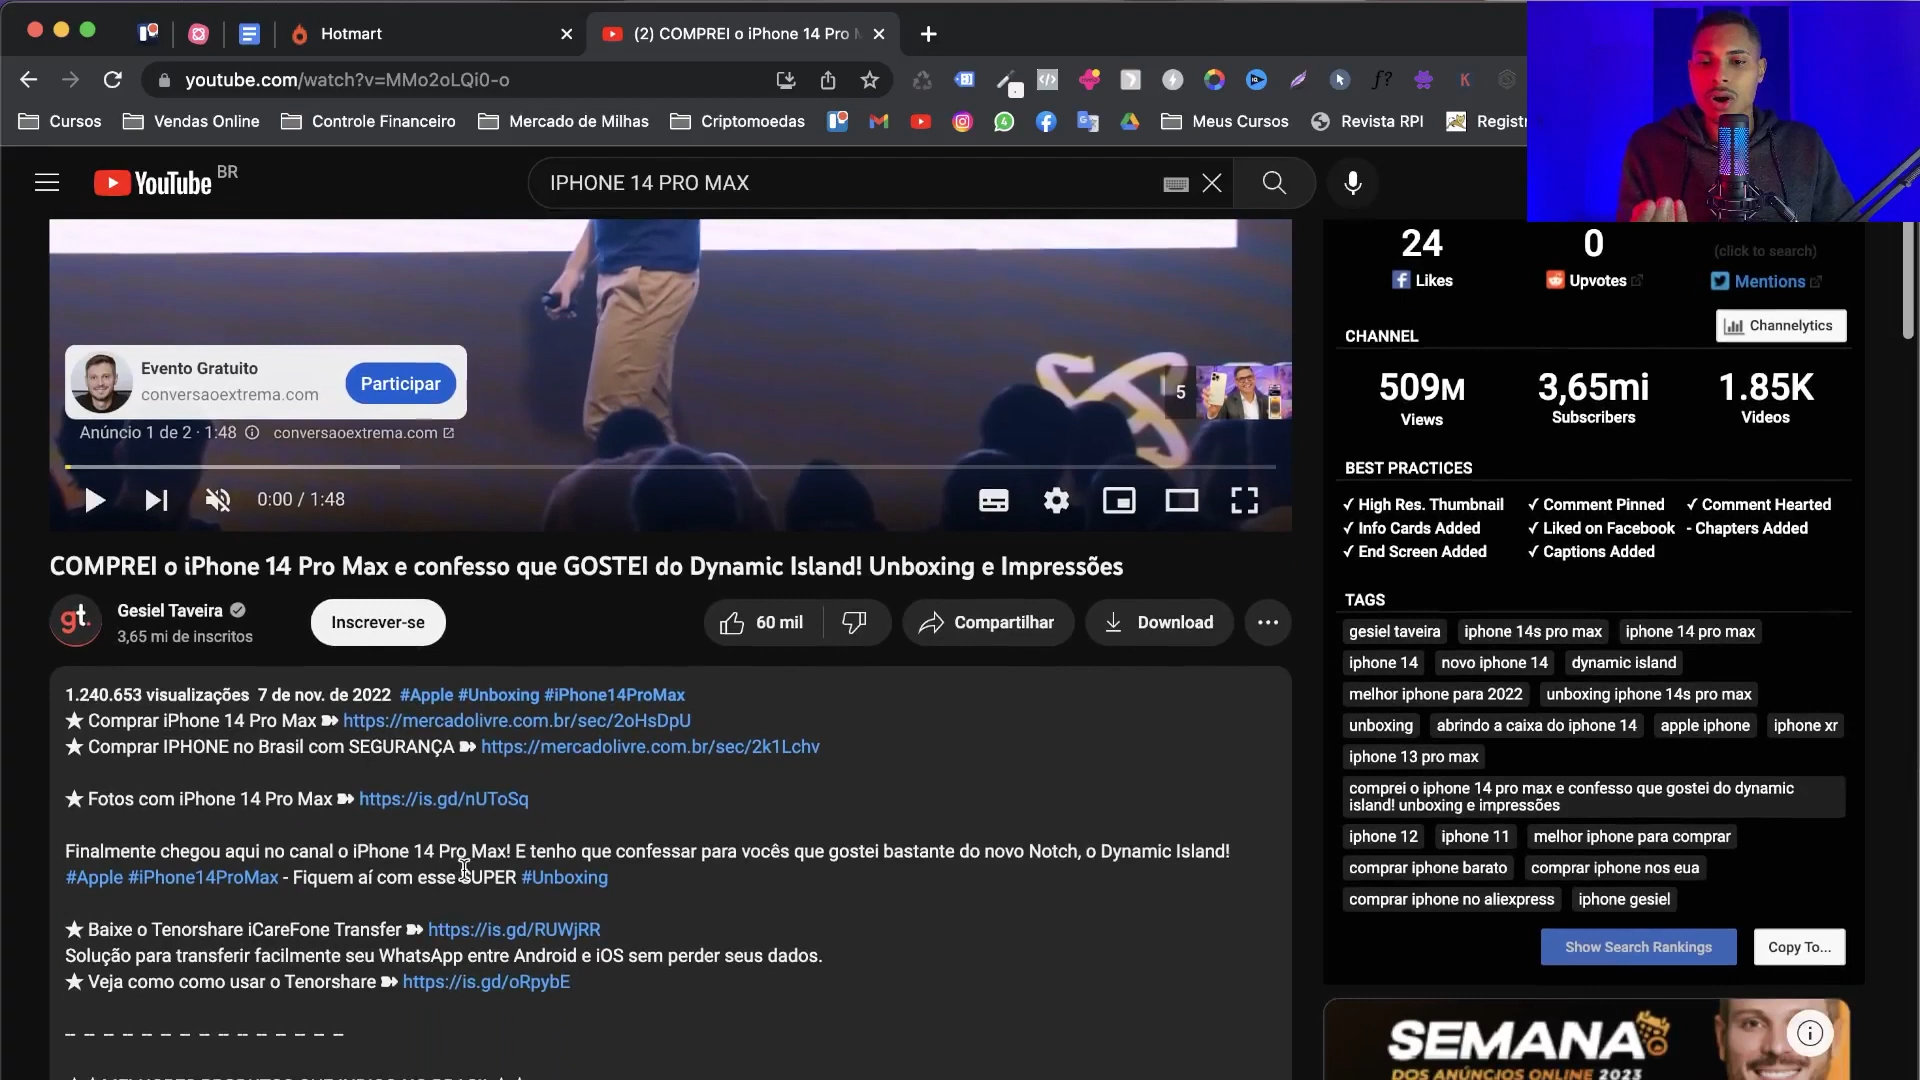 Hotmart
(2) COMPREI o iPhone 14 Pro M
youtube.com/watch?v=MMo2oLQi0-o
Cursos
Vendas Online
Controle Financeiro
Mercado de Milhas
Criptomoedas
Meus Cursos
Revista RPI
Registr
YouTube BR
IPHONE 14 PRO MAX
Evento Gratuito
conversaoextrema.com
Participar
Anúncio 1 de 2 · 1:48
conversaoextrema.com
5
0:00 / 1:48
COMPREI o iPhone 14 Pro Max e confesso que GOSTEI do Dynamic Island! Unboxing e Impressões
gt.
Gesiel Taveira
3,65 mi de inscritos
Inscrever-se
60 mil
Compartilhar
Download
1.240.653 visualizações 7 de nov. de 2022 #Apple #Unboxing #iPhone14ProMax
★ Comprar iPhone 14 Pro Max ➽ https://mercadolivre.com.br/sec/2oHsDpU
★ Comprar IPHONE no Brasil com SEGURANÇA ➽ https://mercadolivre.com.br/sec/2k1Lchv
★ Fotos com iPhone 14 Pro Max ➽ https://is.gd/nUToSq
Finalmente chegou aqui no canal o iPhone 14 Pro Max! E tenho que confessar para vocês que gostei bastante do novo Notch, o Dynamic Island!
#Apple #iPhone14ProMax - Fiquem aí com esse SUPER #Unboxing
★ Baixe o Tenorshare iCareFone Transfer ➽ https://is.gd/RUWjRR
Solução para transferir facilmente seu WhatsApp entre Android e iOS sem perder seus dados.
★ Veja como como usar o Tenorshare ➽ https://is.gd/oRpybE
– – – – – – – – – – – – – – –
24
Likes
0
Upvotes
(click to search)
Mentions
CHANNEL
Channelytics
509M
Views
3,65mi
Subscribers
1.85K
Videos
BEST PRACTICES
✓ High Res. Thumbnail ✓ Comment Pinned ✓ Comment Hearted
✓ Info Cards Added ✓ Liked on Facebook - Chapters Added
✓ End Screen Added ✓ Captions Added
TAGS
gesiel taveira iphone 14s pro max iphone 14 pro max
iphone 14 novo iphone 14 dynamic island
melhor iphone para 2022 unboxing iphone 14s pro max
unboxing abrindo a caixa do iphone 14 apple iphone iphone xr
iphone 13 pro max
comprei o iphone 14 pro max e confesso que gostei do dynamic
island! unboxing e impressões
iphone 12 iphone 11 melhor iphone para comprar
comprar iphone barato comprar iphone nos eua
comprar iphone no aliexpress iphone gesiel
Show Search Rankings
Copy To...
SEMANA
DOS ANÚNCIOS ONLINE 2023